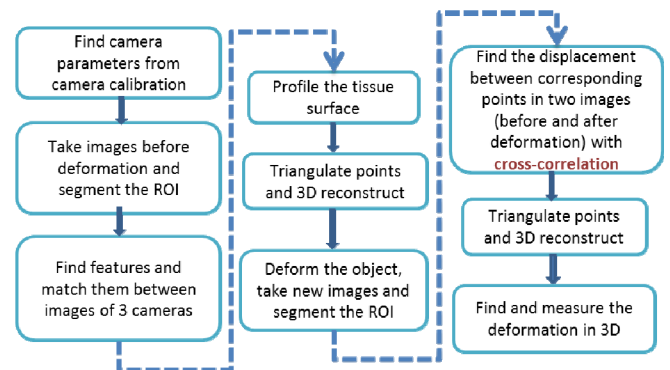 Find camera
parameters from
camera calibration
Take images before
deformation and
segment the ROI
Find features and
match them between
images of 3 cameras
Profile the tissue
surface
Triangulate points
and 3D reconstruct
Deform the object,
take new images and
segment the ROI
Find the displacement
between corresponding
points in two images
(before and after
deformation) with
cross-correlation
Triangulate points
and 3D reconstruct
Find and measure the
deformation in 3D